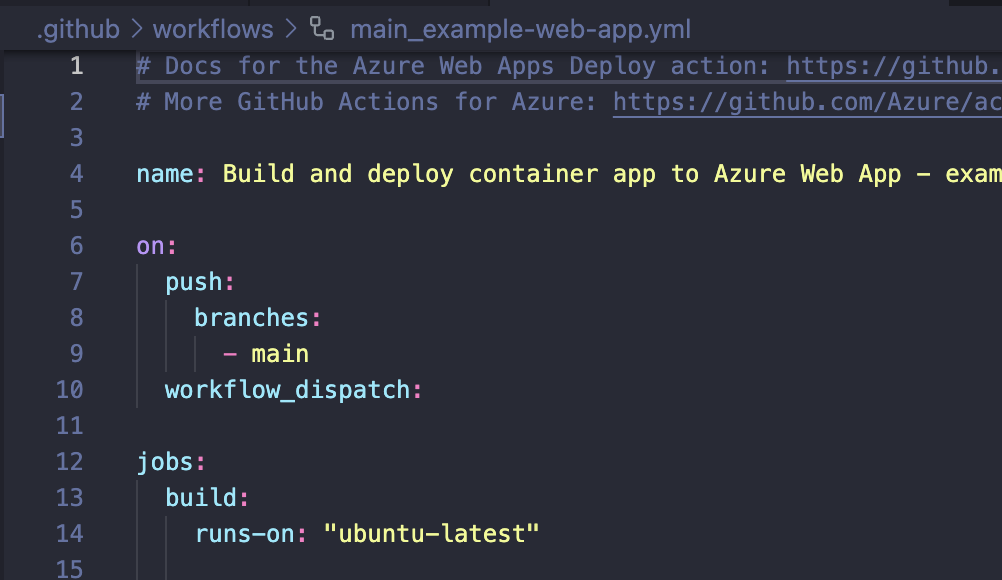 .github > workflows > main_example-web-app.yml
1 # Docs for the Azure Web Apps Deploy action: https://github.
2 # More GitHub Actions for Azure: https://github.com/Azure/ac
3
4 name: Build and deploy container app to Azure Web App - exam
5
6 on:
7   push:
8     branches:
9       - main
10   workflow_dispatch:
11
12 jobs:
13   build:
14     runs-on: "ubuntu-latest"
15